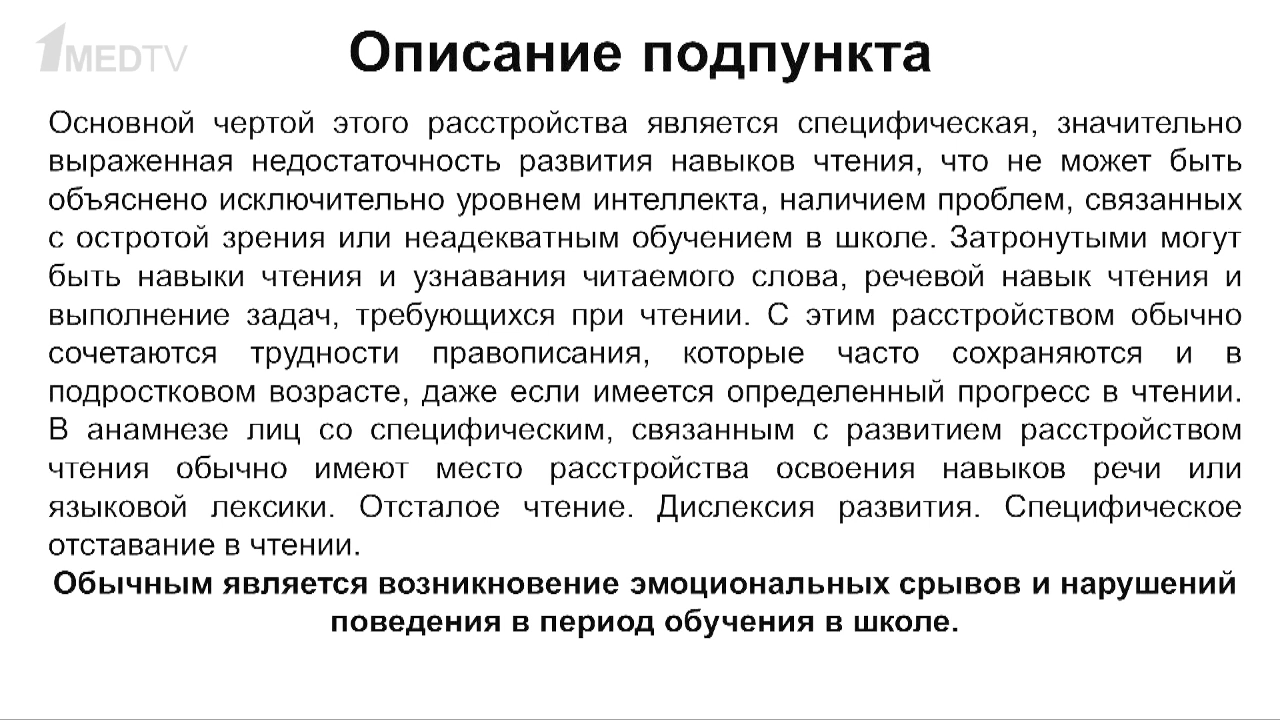 1MEDTV
Описание подпункта
Основной чертой этого расстройства является специфическая, значительно
выраженная недостаточность развития навыков чтения, что не может быть
объяснено исключительно уровнем интеллекта, наличием проблем, связанных
с остротой зрения или неадекватным обучением в школе. Затронутыми могут
быть навыки чтения и узнавания читаемого слова, речевой навык чтения и
выполнение задач, требующихся при чтении. С этим расстройством обычно
сочетаются трудности правописания, которые часто сохраняются и в
подростковом возрасте, даже если имеется определенный прогресс в чтении.
В анамнезе лиц со специфическим, связанным с развитием расстройством
чтения обычно имеют место расстройства освоения навыков речи или
языковой лексики. Отсталое чтение. Дислексия развития. Специфическое
отставание в чтении.
Обычным является возникновение эмоциональных срывов и нарушений
поведения в период обучения в школе.